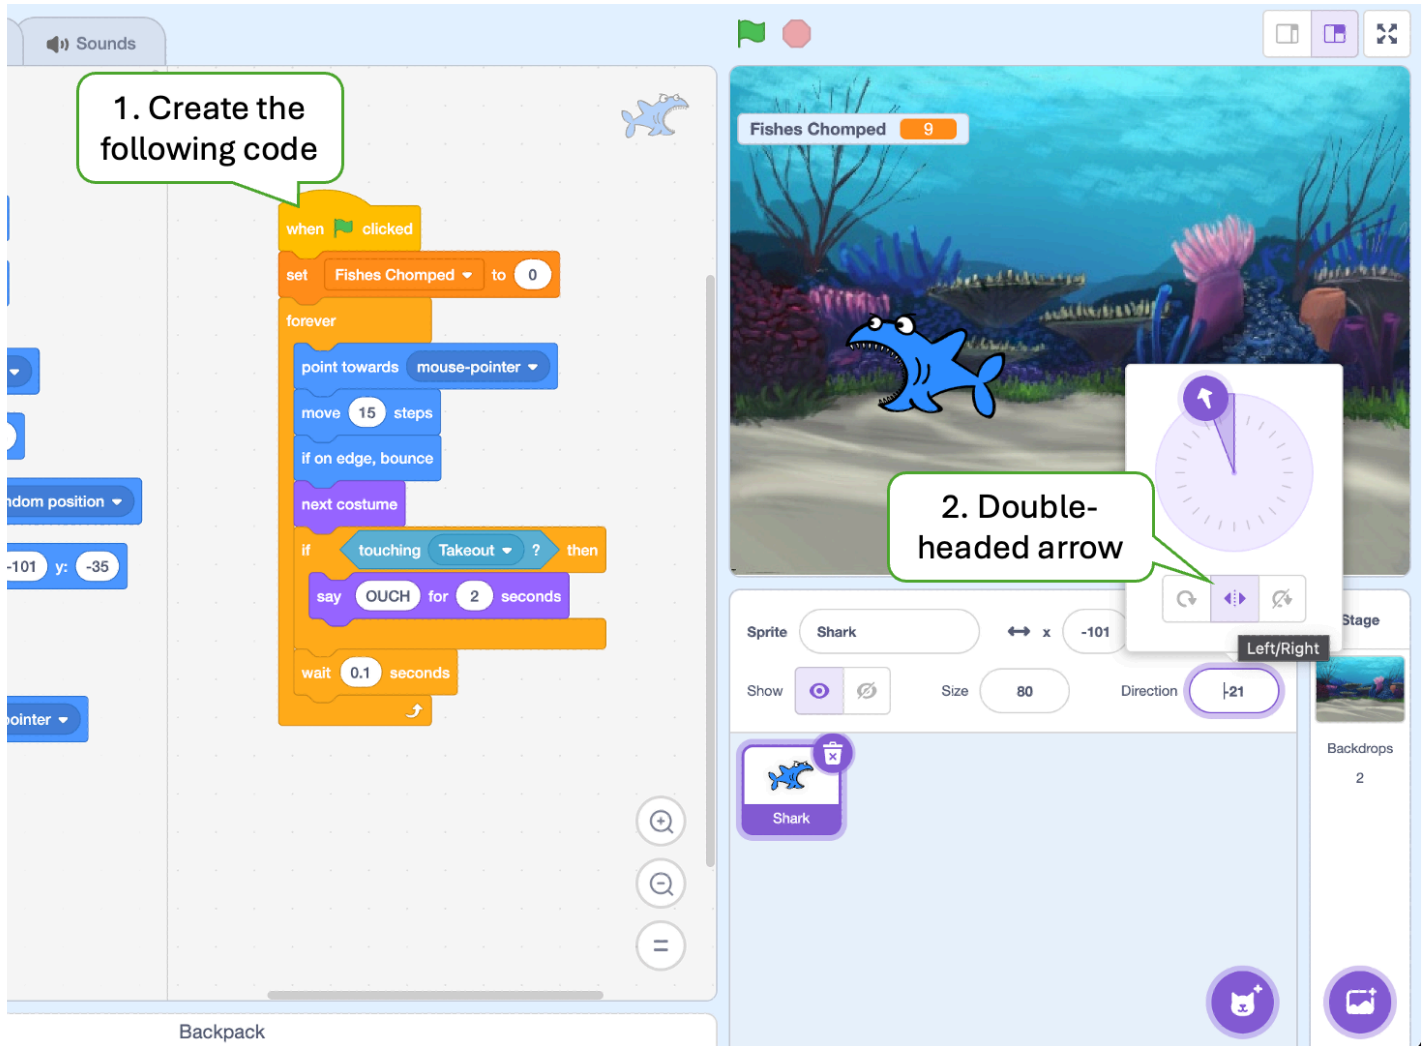 Sounds
1. Create the
following code
when clicked
set Fishes Chomped to 0
forever
point towards mouse-pointer
move 15 steps
if on edge, bounce
next costume
if touching Takeout ? then
say OUCH for 2 seconds
wait 0.1 seconds
ndom position
-101 y: -35
pointer
Backpack
Fishes Chomped 9
2. Double-
headed arrow
Left/Right
Sprite Shark x -101
Show Size 80 Direction -21
Shark
Stage
Backdrops
2